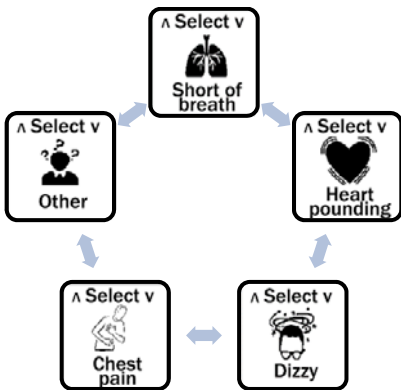 ∧ Select ∨
Short of
breath
∧ Select ∨
? ? ?
Other
∧ Select ∨
Heart
pounding
∧ Select ∨
Chest
pain
∧ Select ∨
Dizzy